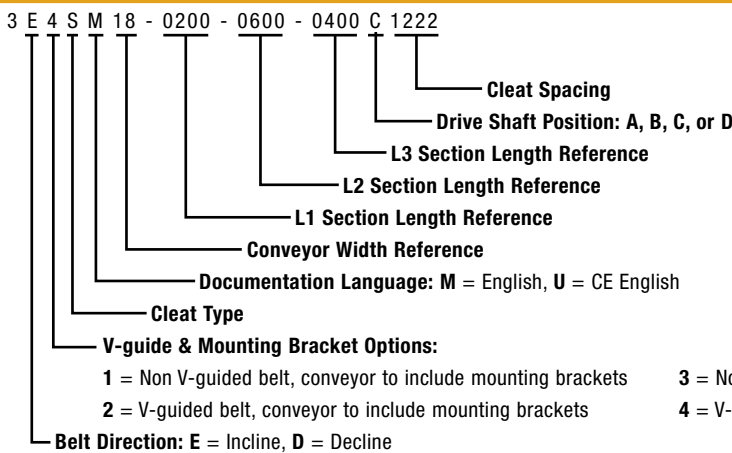 3 E 4 S M 18 - 0200 - 0600 - 0400 C 1222
Cleat Spacing
Drive Shaft Position: A, B, C, or D
L3 Section Length Reference
L2 Section Length Reference
L1 Section Length Reference
Conveyor Width Reference
Documentation Language: M = English, U = CE English
Cleat Type
V-guide & Mounting Bracket Options:
1 = Non V-guided belt, conveyor to include mounting brackets 3 =
2 = V-guided belt, conveyor to include mounting brackets 4 = V-
Belt Direction: E = Incline, D = Decline